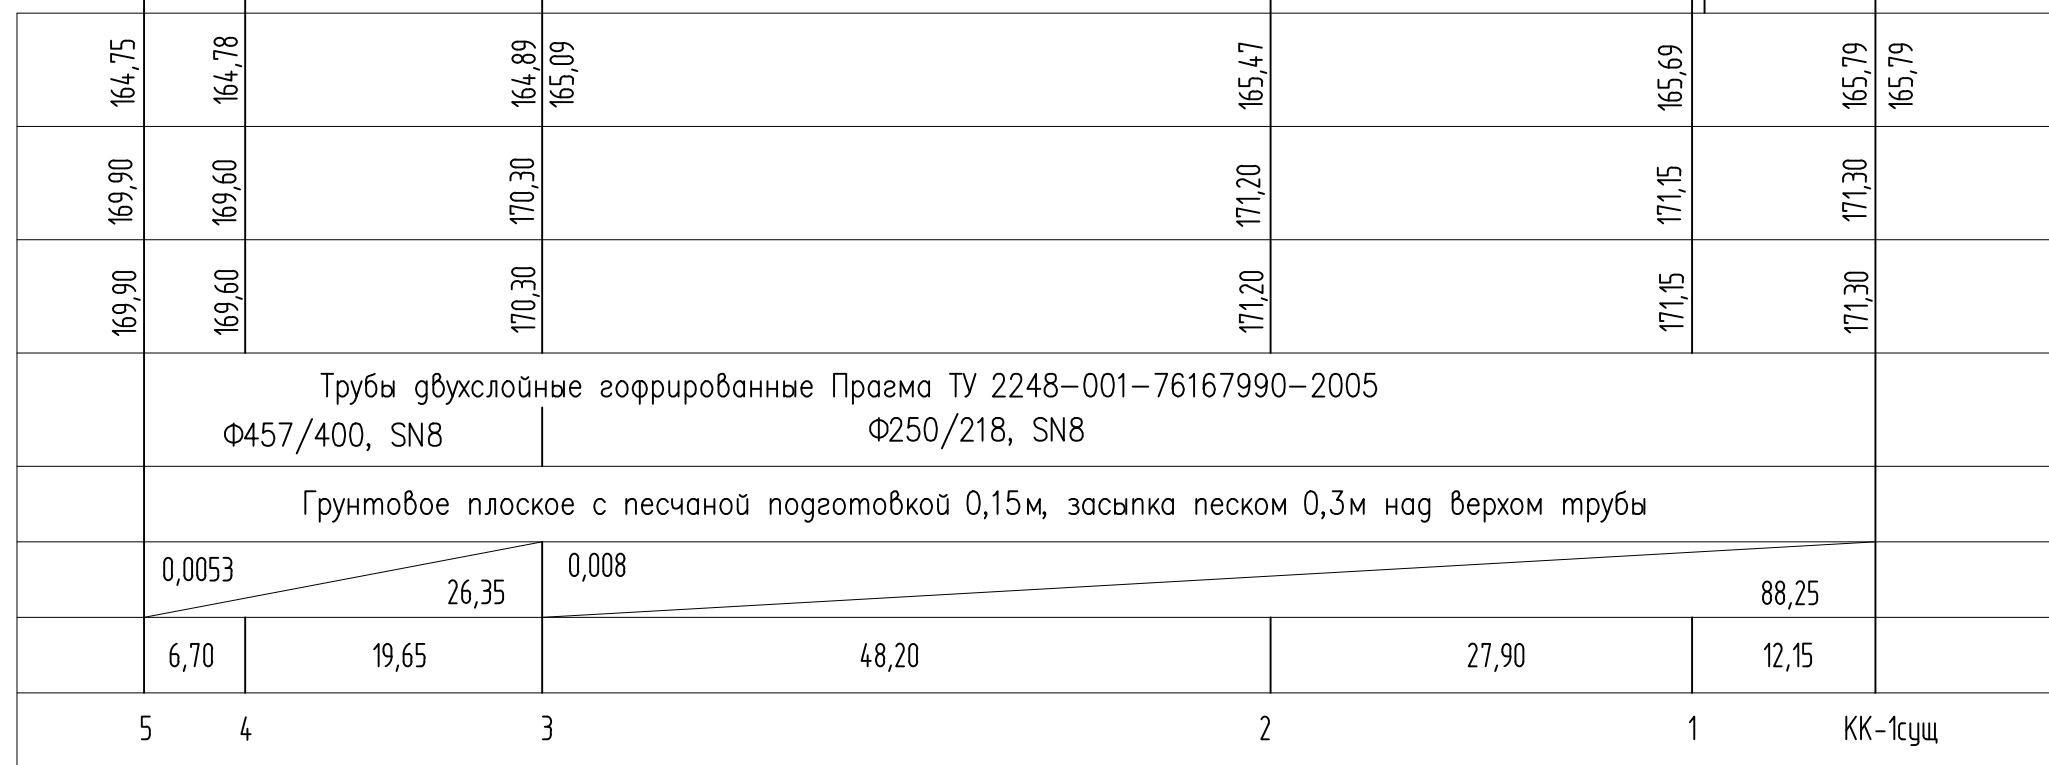 164,75 164,78 164,89 165,09 165,47 165,69 165,79 165,79
169,90 169,60 170,30 171,20 171,15 171,30
169,90 169,60 170,30 171,20 171,15 171,30
Трубы двухслойные гофрированные Прагма ТУ 2248-001-76167990-2005
Ф457/400, SN8 Ф250/218, SN8
Грунтовое плоское с песчаной подготовкой 0,15м, засыпка песком 0,3м над верхом трубы
0,0053 26,35 0,008 88,25
6,70 19,65 48,20 27,90 12,15
5 4 3 2 1 КК-1сущ